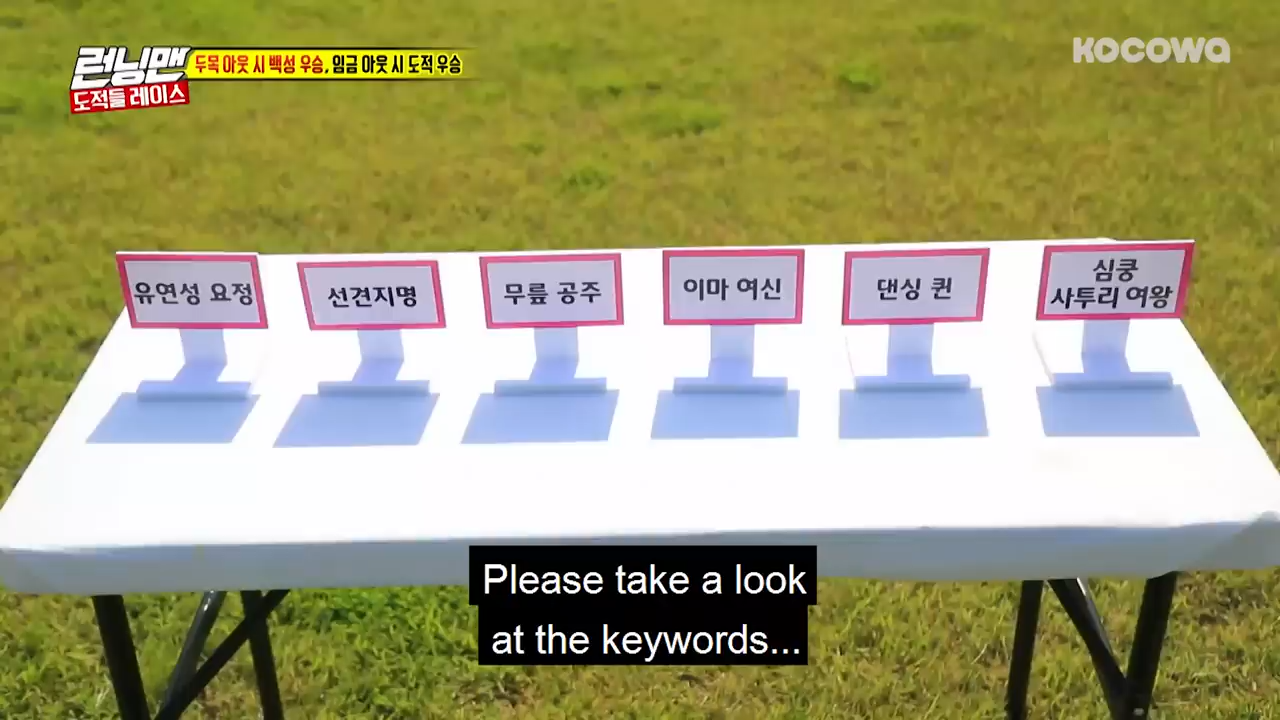 런닝맨
도적들 레이스
두목 아웃 시 백성 우승, 임금 아웃 시 도적 우승
KOCOWA
유연성 요정
선견지명
무릎 공주
이마 여신
댄싱 퀸
심쿵
사투리 여왕
Please take a look
at the keywords...